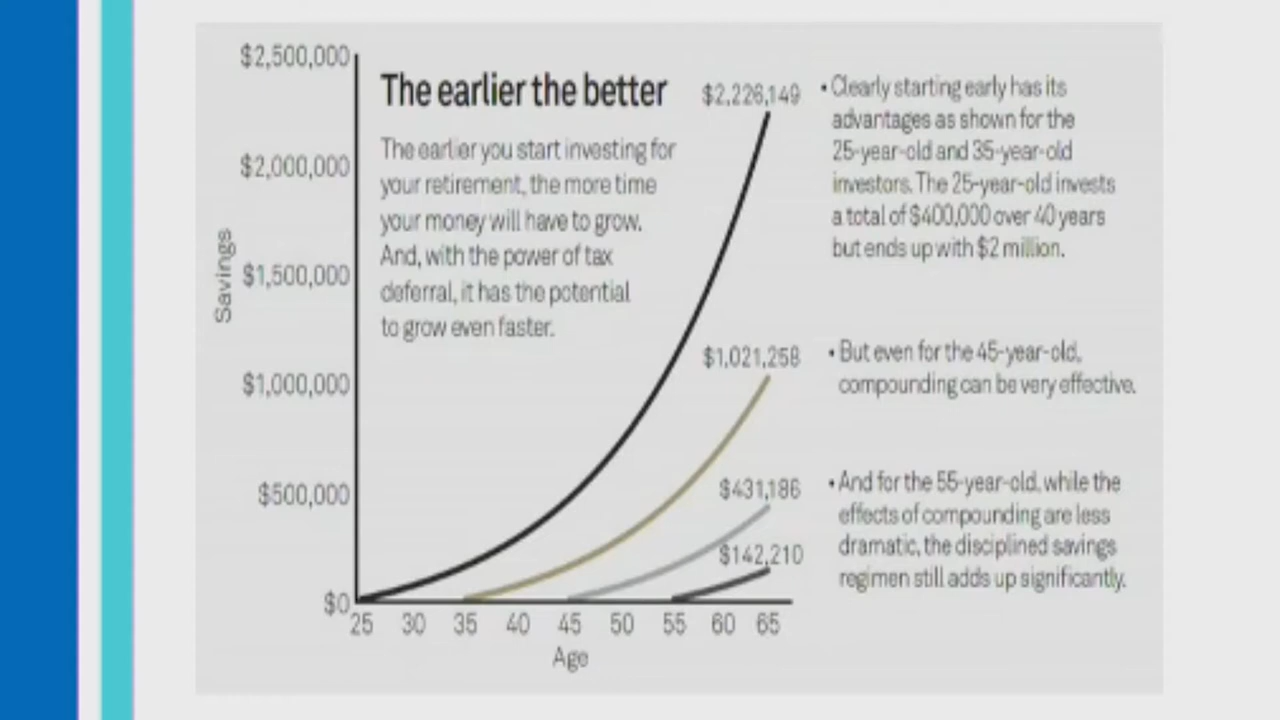 The earlier the better
The earlier you start investing for
your retirement, the more time
your money will have to grow.
And, with the power of tax
deferral, it has the potential
to grow even faster.
Savings
$2,500,000
$2,000,000
$1,500,000
$1,000,000
$500,000
$0
25 30 35 40 45 50 55 60 65
Age
$2,226,149
$1,021,258
$431,186
$142,210
• Clearly starting early has its
advantages as shown for the
25-year-old and 35-year-old
investors. The 25-year-old invests
a total of $400,000 over 40 years
but ends up with $2 million.
• But even for the 45-year-old,
compounding can be very effective.
• And for the 55-year-old, while the
effects of compounding are less
dramatic, the disciplined savings
regimen still adds up significantly.